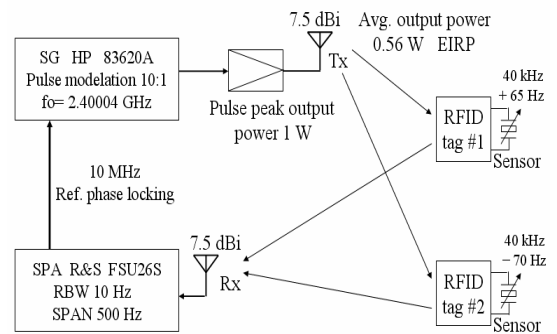 SG HP 83620A
Pulse modelation 10:1
fo= 2.40004 GHz
Pulse peak output
power 1 W
7.5 dBi
Tx
Avg. output power
0.56 W EIRP
40 kHz
+ 65 Hz
RFID
tag #1
Sensor
10 MHz
Ref. phase locking
SPA R&S FSU26S
RBW 10 Hz
SPAN 500 Hz
7.5 dBi
Rx
40 kHz
− 70 Hz
RFID
tag #2
Sensor